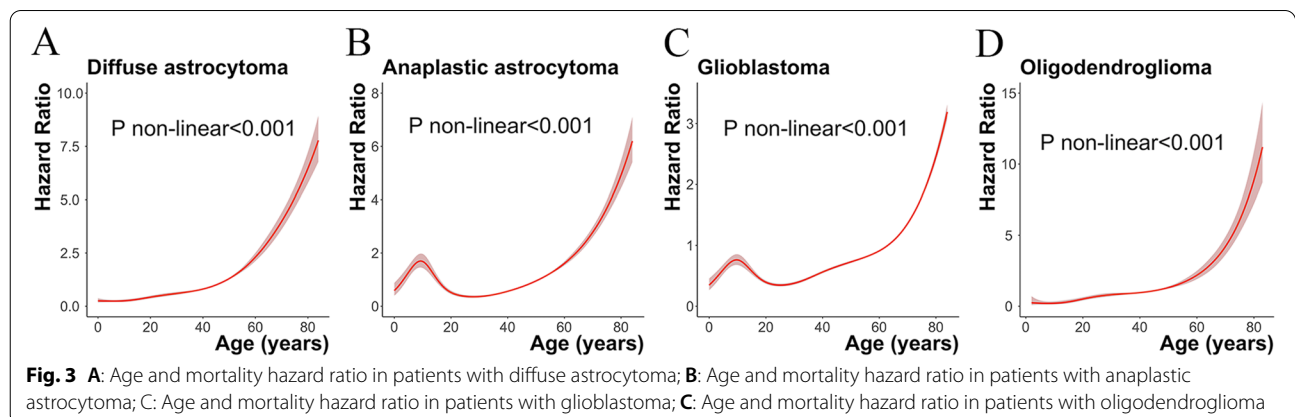 A
Diffuse astrocytoma
Hazard Ratio
10.0
7.5
5.0
2.5
0.0
P non-linear<0.001
0 20 40 60 80
Age (years)
B
Anaplastic astrocytoma
Hazard Ratio
8
6
4
2
0
P non-linear<0.001
0 20 40 60 80
Age (years)
C
Glioblastoma
Hazard Ratio
3
2
1
0
P non-linear<0.001
0 20 40 60 80
Age (years)
D
Oligodendroglioma
Hazard Ratio
15
10
5
0
P non-linear<0.001
0 20 40 60 80
Age (years)
Fig. 3 A: Age and mortality hazard ratio in patients with diffuse astrocytoma; B: Age and mortality hazard ratio in patients with anaplastic
astrocytoma; C: Age and mortality hazard ratio in patients with glioblastoma; C: Age and mortality hazard ratio in patients with oligodendroglioma